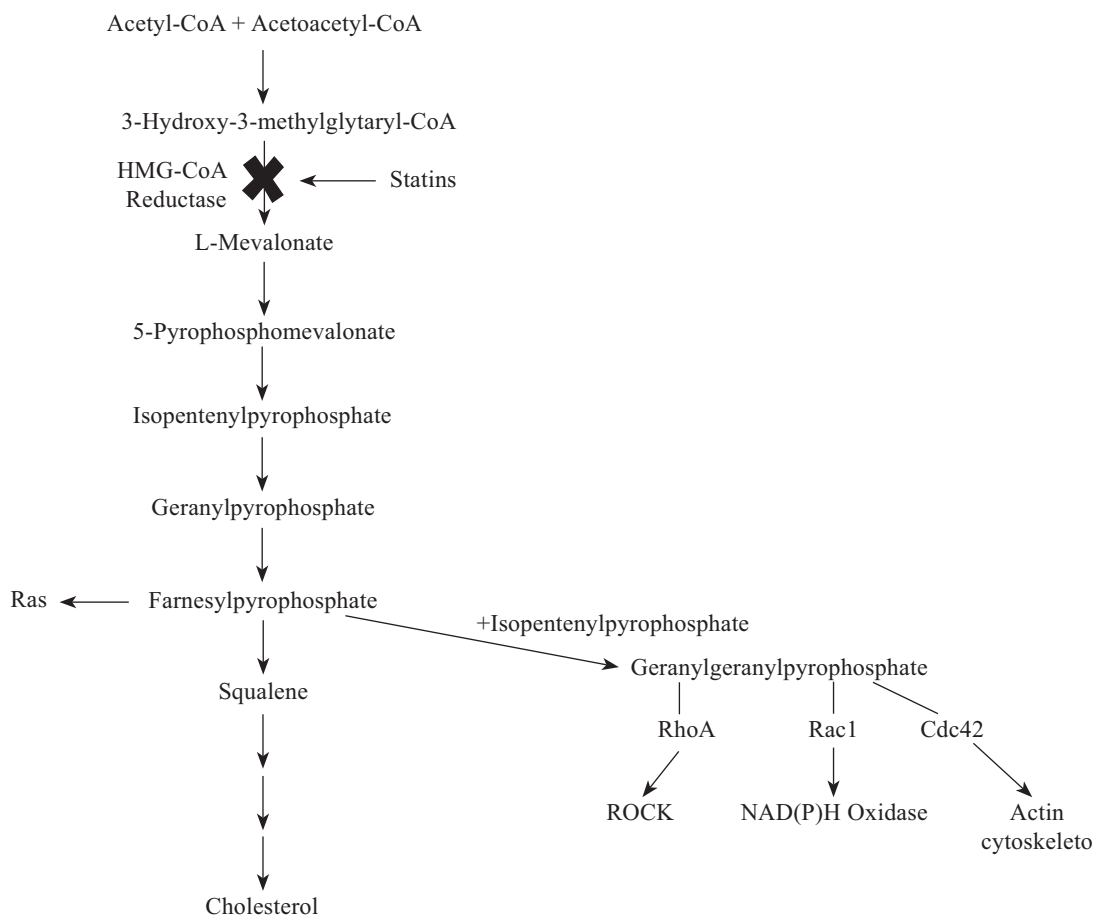 Acetyl-CoA + Acetoacetyl-CoA
3-Hydroxy-3-methylglytaryl-CoA
HMG-CoA
Reductase
Statins
L-Mevalonate
5-Pyrophosphomevalonate
Isopentenylpyrophosphate
Geranylpyrophosphate
Ras
Farnesylpyrophosphate
+Isopentenylpyrophosphate
Geranylgeranylpyrophosphate
Squalene
RhoA
Rac1
Cdc42
ROCK
NAD(P)H Oxidase
Actin
cytoskeleto
Cholesterol